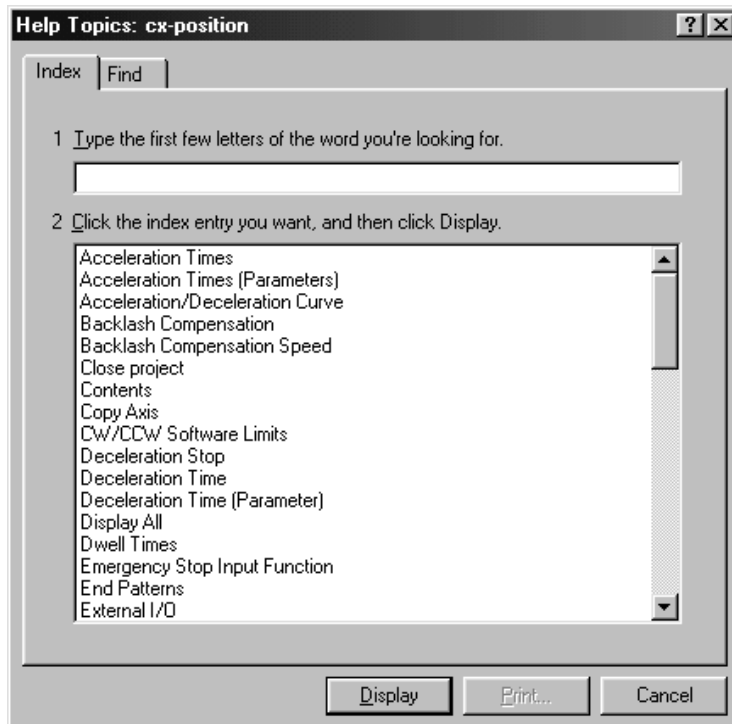 Help Topics: cx-position
Index Find
1 Type the first few letters of the word you're looking for.
2 Click the index entry you want, and then click Display.
Acceleration Times
Acceleration Times (Parameters)
Acceleration/Deceleration Curve
Backlash Compensation
Backlash Compensation Speed
Close project
Contents
Copy Axis
CW/CCW Software Limits
Deceleration Stop
Deceleration Time
Deceleration Time (Parameter)
Display All
Dwell Times
Emergency Stop Input Function
End Patterns
External I/O
Display Print... Cancel